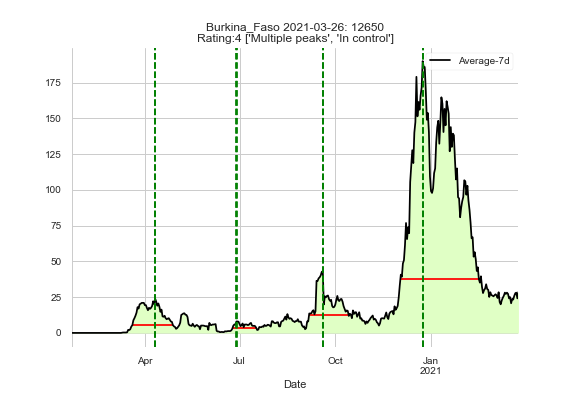 Burkina_Faso 2021-03-26: 12650
Rating:4 ['Multiple peaks', 'In control']
Average-7d
175
150
125
100
75
50
25
0
Apr
Jul
Oct
Jan
2021
Date